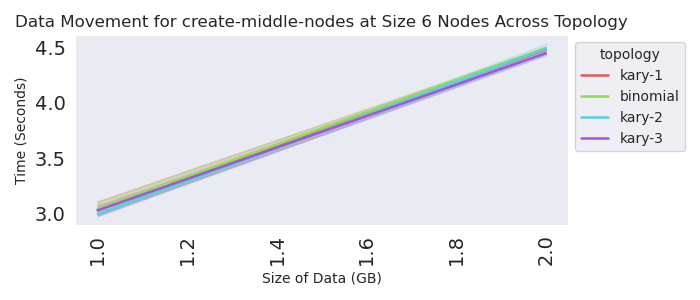 Data Movement for create-middle-nodes at Size 6 Nodes Across Topology
4.5
4.0
3.5
3.0
Time (Seconds)
1.0
1.2
1.4
1.6
1.8
2.0
Size of Data (GB)
topology
kary-1
binomial
kary-2
kary-3